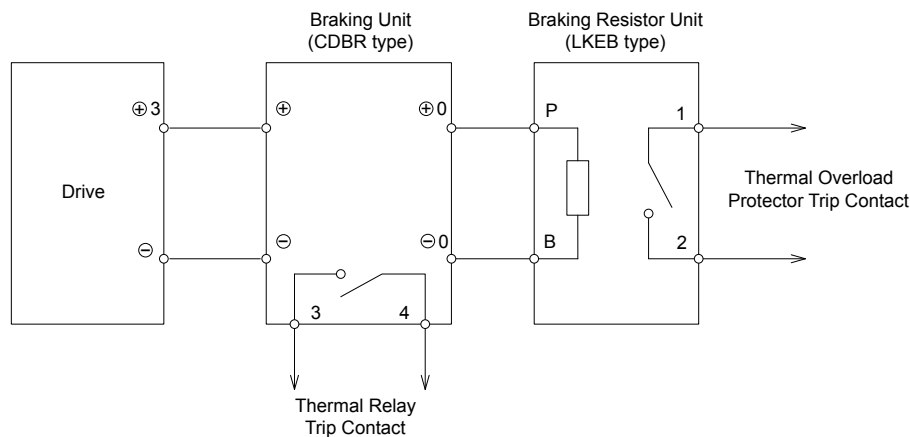 Braking Unit
(CDBR type)
Braking Resistor Unit
(LKEB type)
⊕3
⊕
⊕0
P
1
Drive
Thermal Overload
Protector Trip Contact
⊖
⊖
⊖0
B
2
3
4
Thermal Relay
Trip Contact